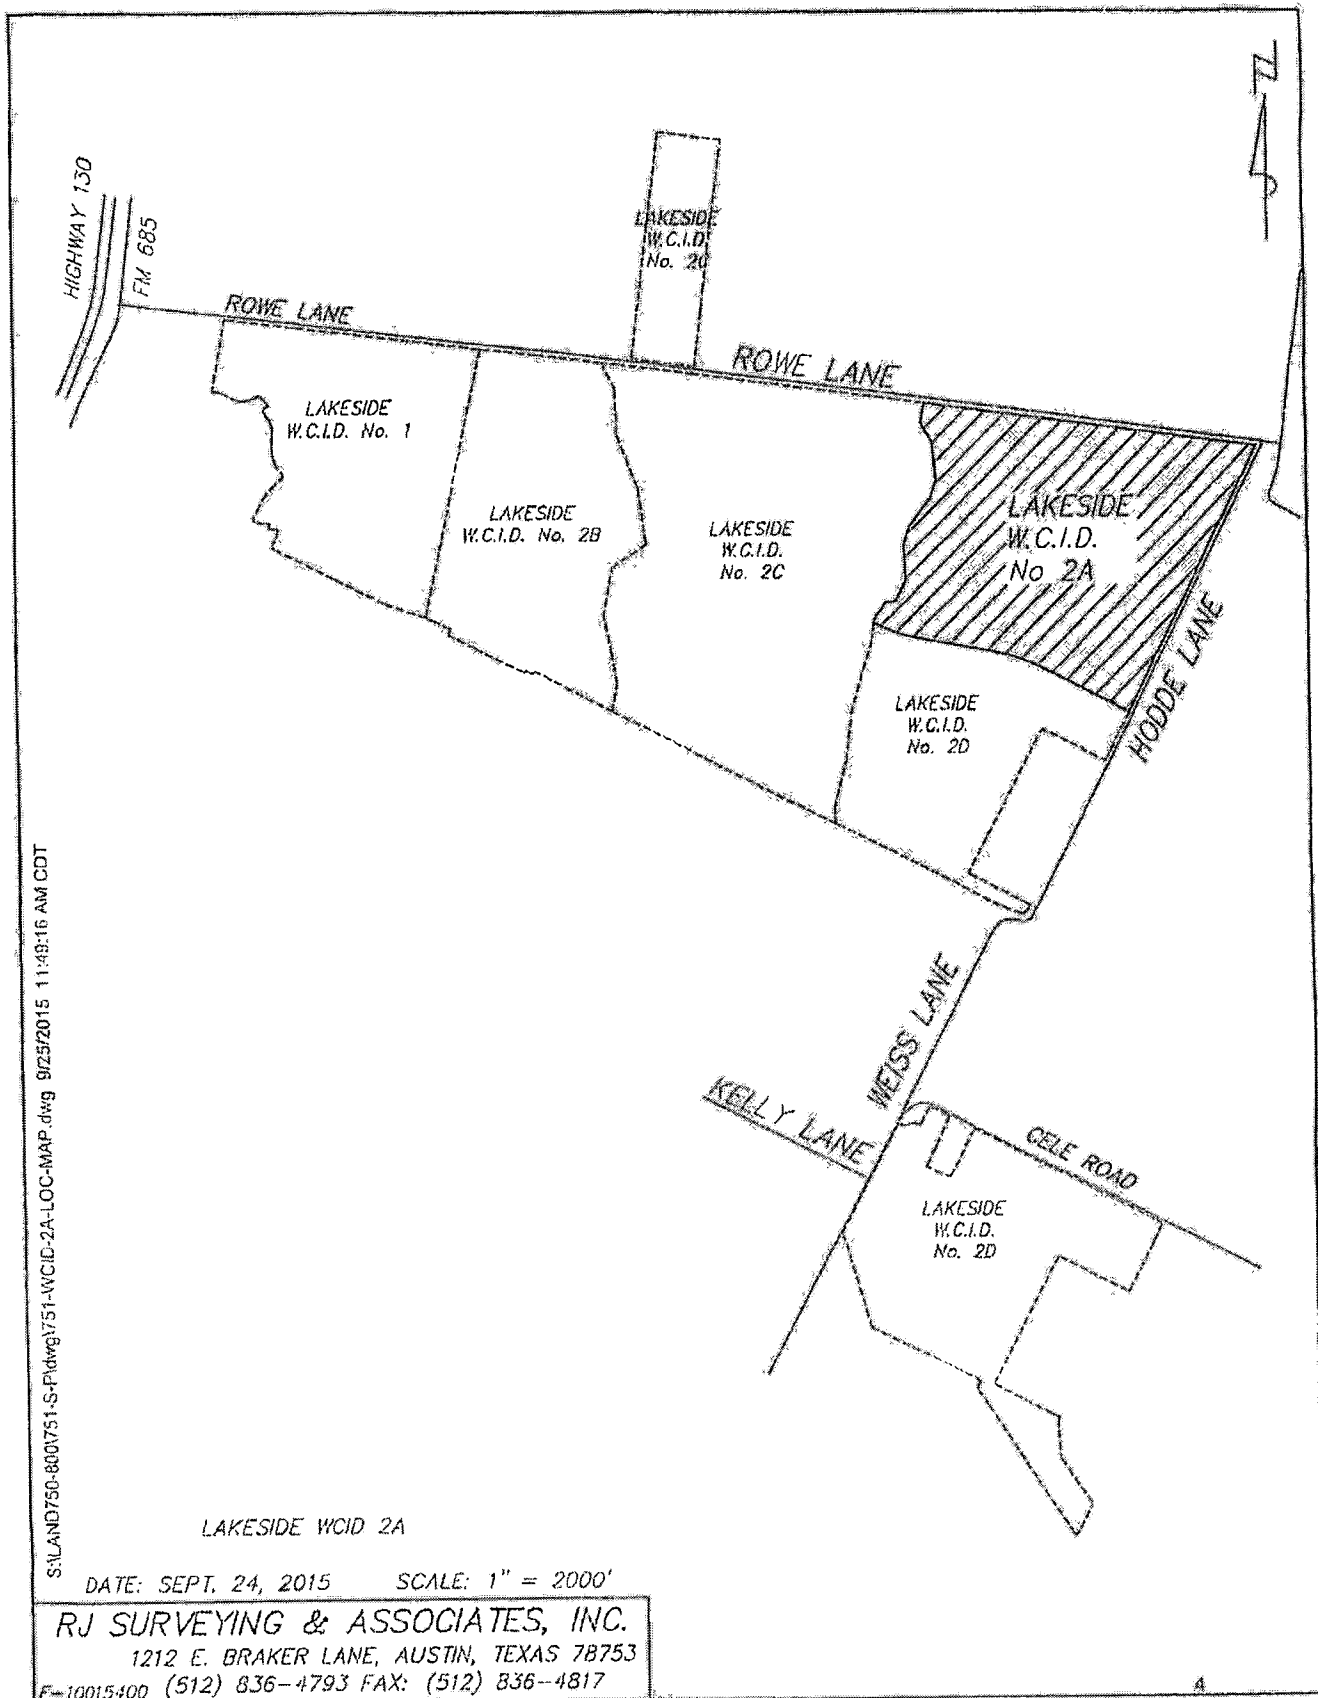 HIGHWAY 130
FM 685
LAKESIDE
W.C.I.D.
No. 2C
ROWE LANE
ROWE LANE
LAKESIDE
W.C.I.D. No. 1
LAKESIDE
W.C.I.D. No. 2B
LAKESIDE
W.C.I.D.
No. 2C
LAKESIDE
W.C.I.D.
No 2A
HODDE LANE
LAKESIDE
W.C.I.D.
No. 2D
WEISS LANE
KELLY LANE
CELE ROAD
LAKESIDE
W.C.I.D.
No. 2D
S:\LAND750-800\751-S-P\dwg\751-WCID-2A-LOC-MAP.dwg 9/25/2015 11:49:16 AM CDT
LAKESIDE WCID 2A
DATE: SEPT. 24, 2015 SCALE: 1" = 2000'
RJ SURVEYING & ASSOCIATES, INC.
1212 E. BRAKER LANE, AUSTIN, TEXAS 78753
F-10015400 (512) 836-4793 FAX: (512) 836-4817